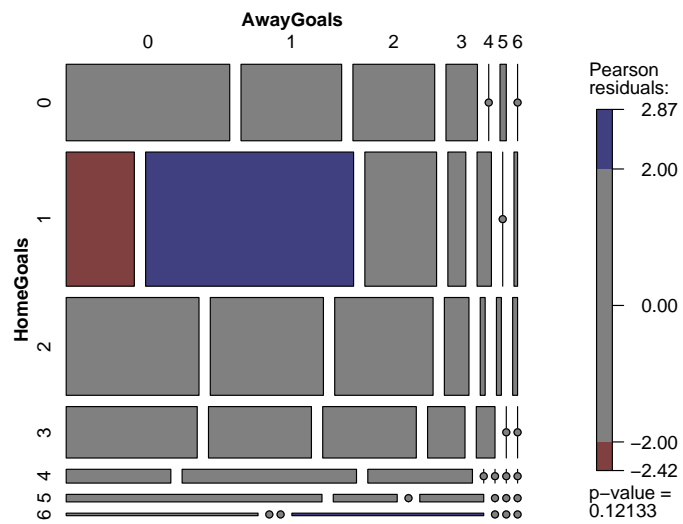 AwayGoals
0 1 2 3 4 5 6
HomeGoals
0
1
2
3
4
5
6
Pearson
residuals:
2.87
2.00
0.00
−2.00
−2.42
p-value =
0.12133